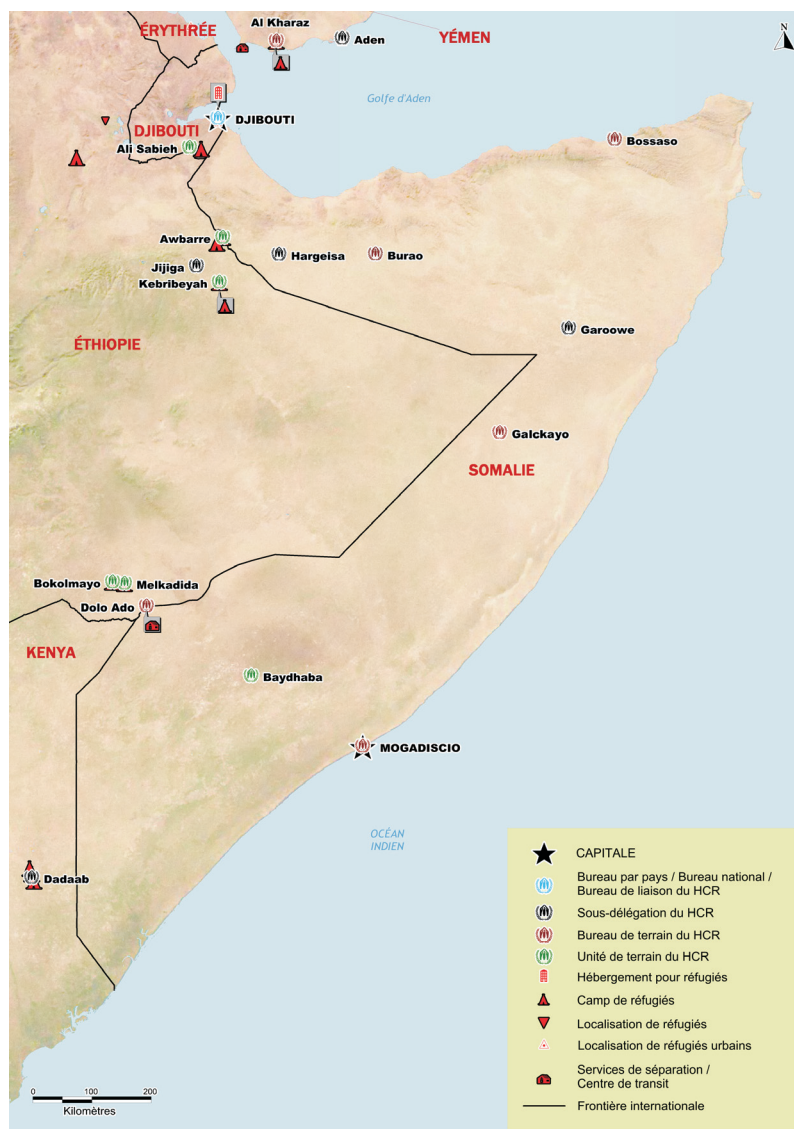 Al Kharaz
ÉRYTHRÉE
Aden
YÉMEN
N
Golfe d'Aden
DJIBOUTI
DJIBOUTI
Bossaso
Ali Sabieh
Awbarre
Hargeisa
Burao
Jijiga
Kebribeyah
Garoowe
ÉTHIOPIE
Galckayo
SOMALIE
Bokolmayo
Melkadida
Dolo Ado
KENYA
Baydhaba
MOGADISCIO
OCÉAN
INDIEN
Dadaab
CAPITALE
Bureau par pays / Bureau national /
Bureau de liaison du HCR
Sous-délégation du HCR
Bureau de terrain du HCR
Unité de terrain du HCR
Hébergement pour réfugiés
Camp de réfugiés
Localisation de réfugiés
Localisation de réfugiés urbains
Services de séparation /
Centre de transit
Frontière internationale
0 100 200
Kilomètres